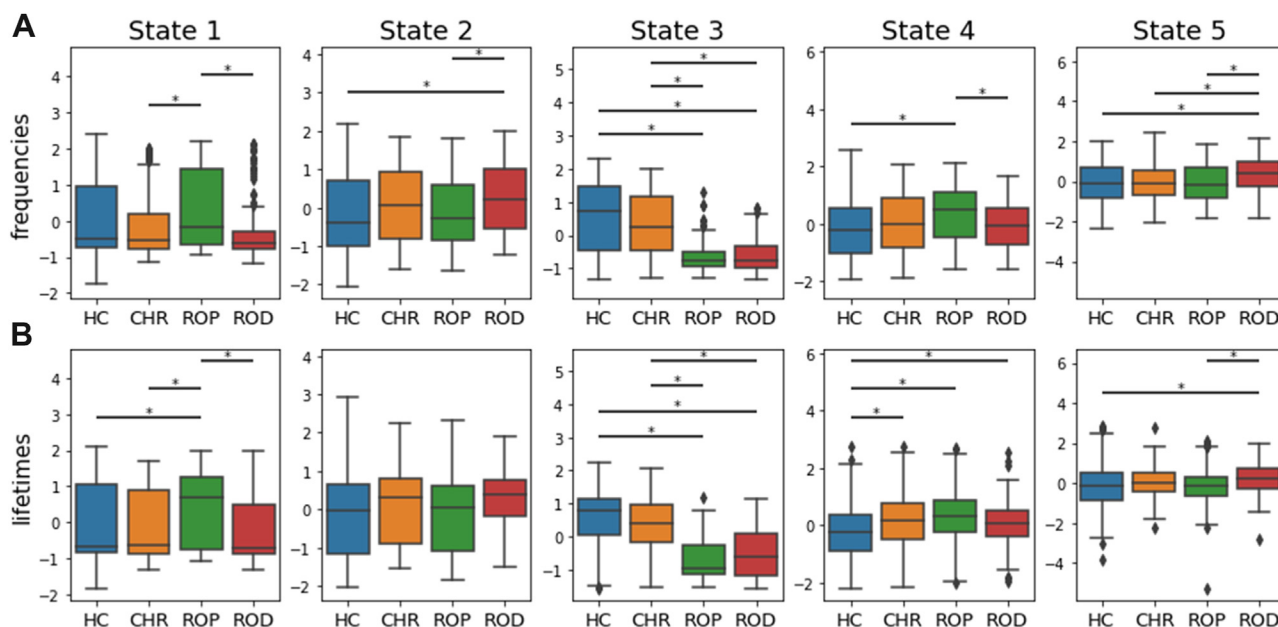 A
State 1 State 2 State 3 State 4 State 5
frequencies
4 3 2 1 0 −1 −2
4 3 2 1 0 −1 −2
5 4 3 2 1 0 −1
6 4 2 0 −2
6 4 2 0 −2 −4
* *
* *
* * * *
* *
* * *
HC CHR ROP ROD HC CHR ROP ROD HC CHR ROP ROD HC CHR ROP ROD HC CHR ROP ROD
B
lifetimes
4 3 2 1 0 −1 −2
4 3 2 1 0 −1 −2
5 4 3 2 1 0 −1
6 4 2 0 −2
6 4 2 0 −2 −4
* * *
* * * *
* * *
* *
HC CHR ROP ROD HC CHR ROP ROD HC CHR ROP ROD HC CHR ROP ROD HC CHR ROP ROD